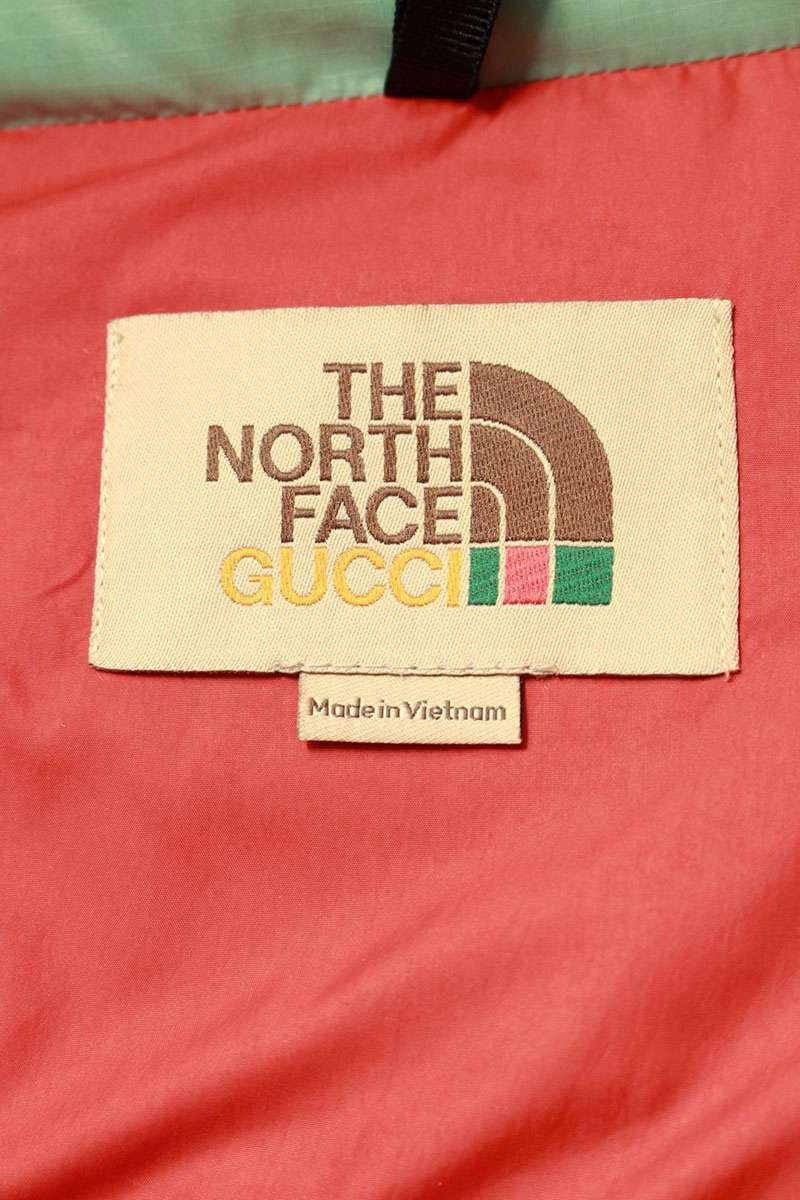 THE
NORTH
FACE
GUCCI
Made in Vietnam